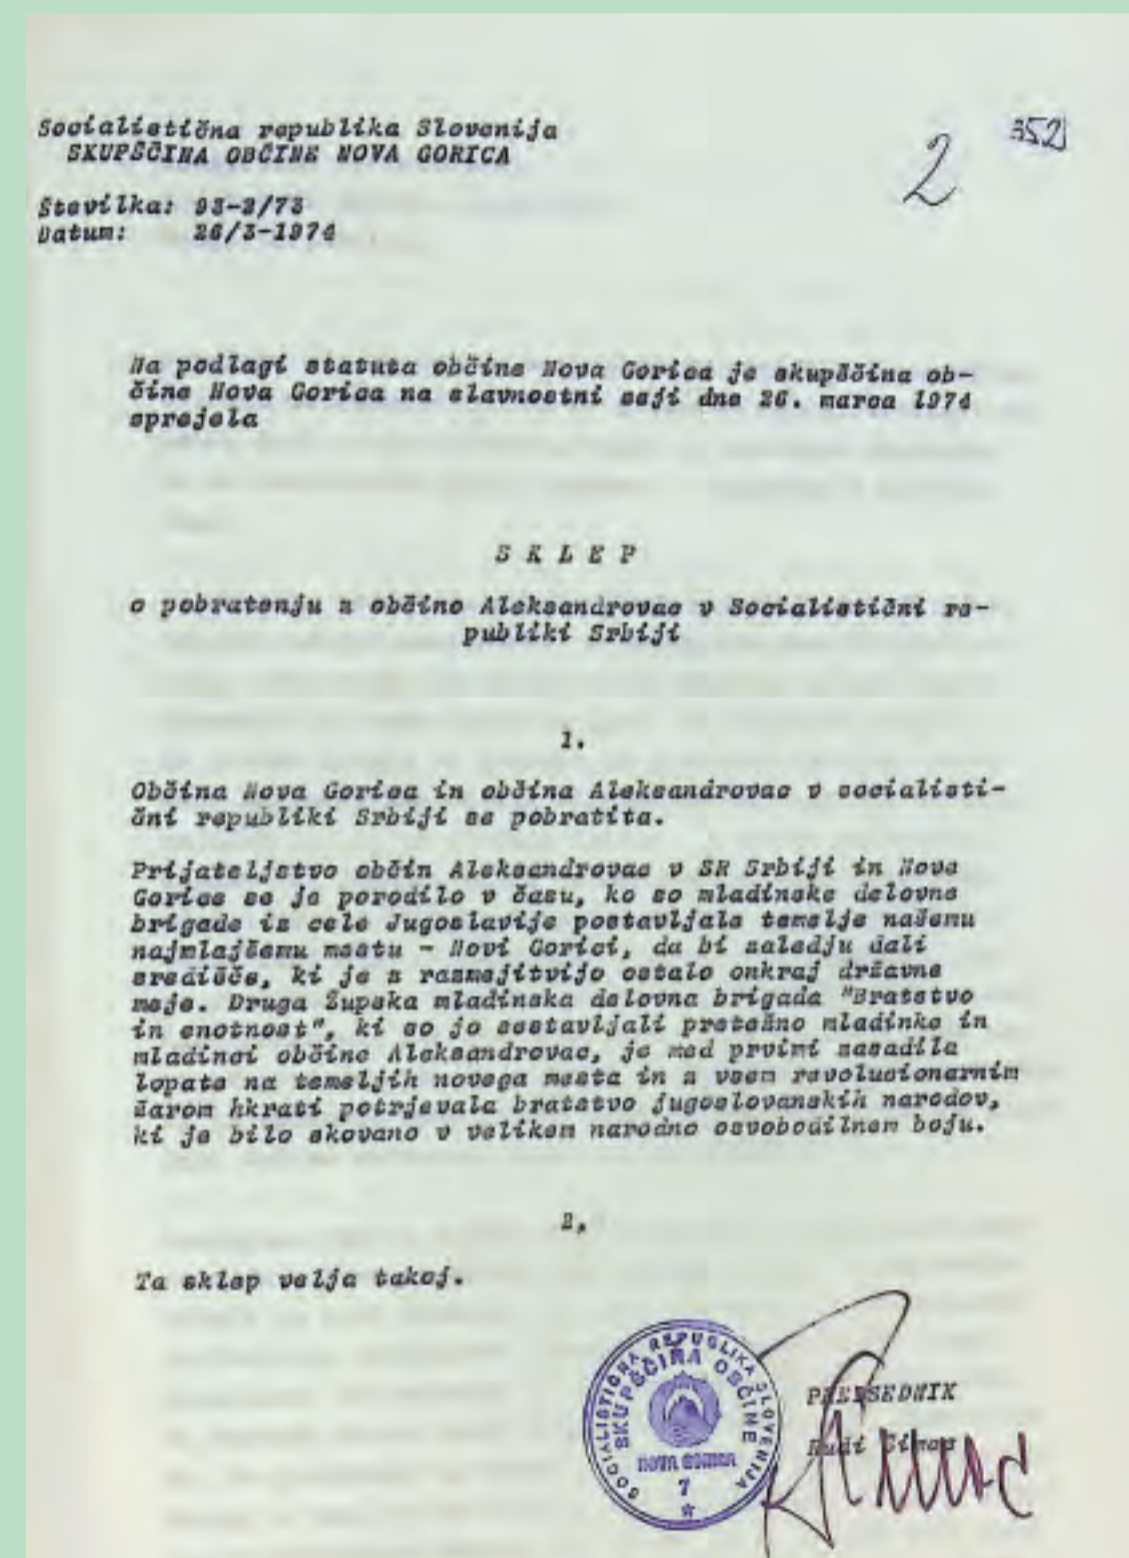 Socialistična republika Slovenija
SKUPŠČINA OBČINE NOVA GORICA
2
352
Številka: 93-2/73
Datum: 26/3-1974
Na podlagi statuta občine Nova Gorica je skupščina ob-
čine Nova Gorica na slavnostni seji dne 26. marca 1974
sprejela
S K L E P
o pobratenju z občino Aleksandrovac v Socialistični re-
publiki Srbiji
1.
Občina Nova Gorica in občina Aleksandrovac v socialisti-
čni republiki Srbiji se pobratita.
Prijateljstvo občin Aleksandrovac v SR Srbiji in Nova
Gorica se je porodilo v času, ko so mladinske delovne
brigade iz cele Jugoslavije postavljale temelje našemu
najmlajšemu mestu - Novi Gorici, da bi zaledju dali
središče, ki je z razmejitvijo ostalo onkraj državne
meje. Druga Župska mladinska delovna brigada "Bratstvo
in enotnost", ki so jo sestavljali pretežno mladinke in
mladinci občine Aleksandrovac, je med prvimi zasadila
lopate na temeljih novega mesta in z vsem revolucionarnim
žarom hkrati potrjevala bratstvo jugoslovanskih narodov,
ki je bilo skovano v velikem narodno osvobodilnem boju.
2.
Ta sklep velja takoj.
SOCIALISTIČNA REPUBLIKA SLOVENIJA
SKUPŠČINA OBČINE
NOVA GORICA
7
PREDSEDNIK
Rudi Šimac